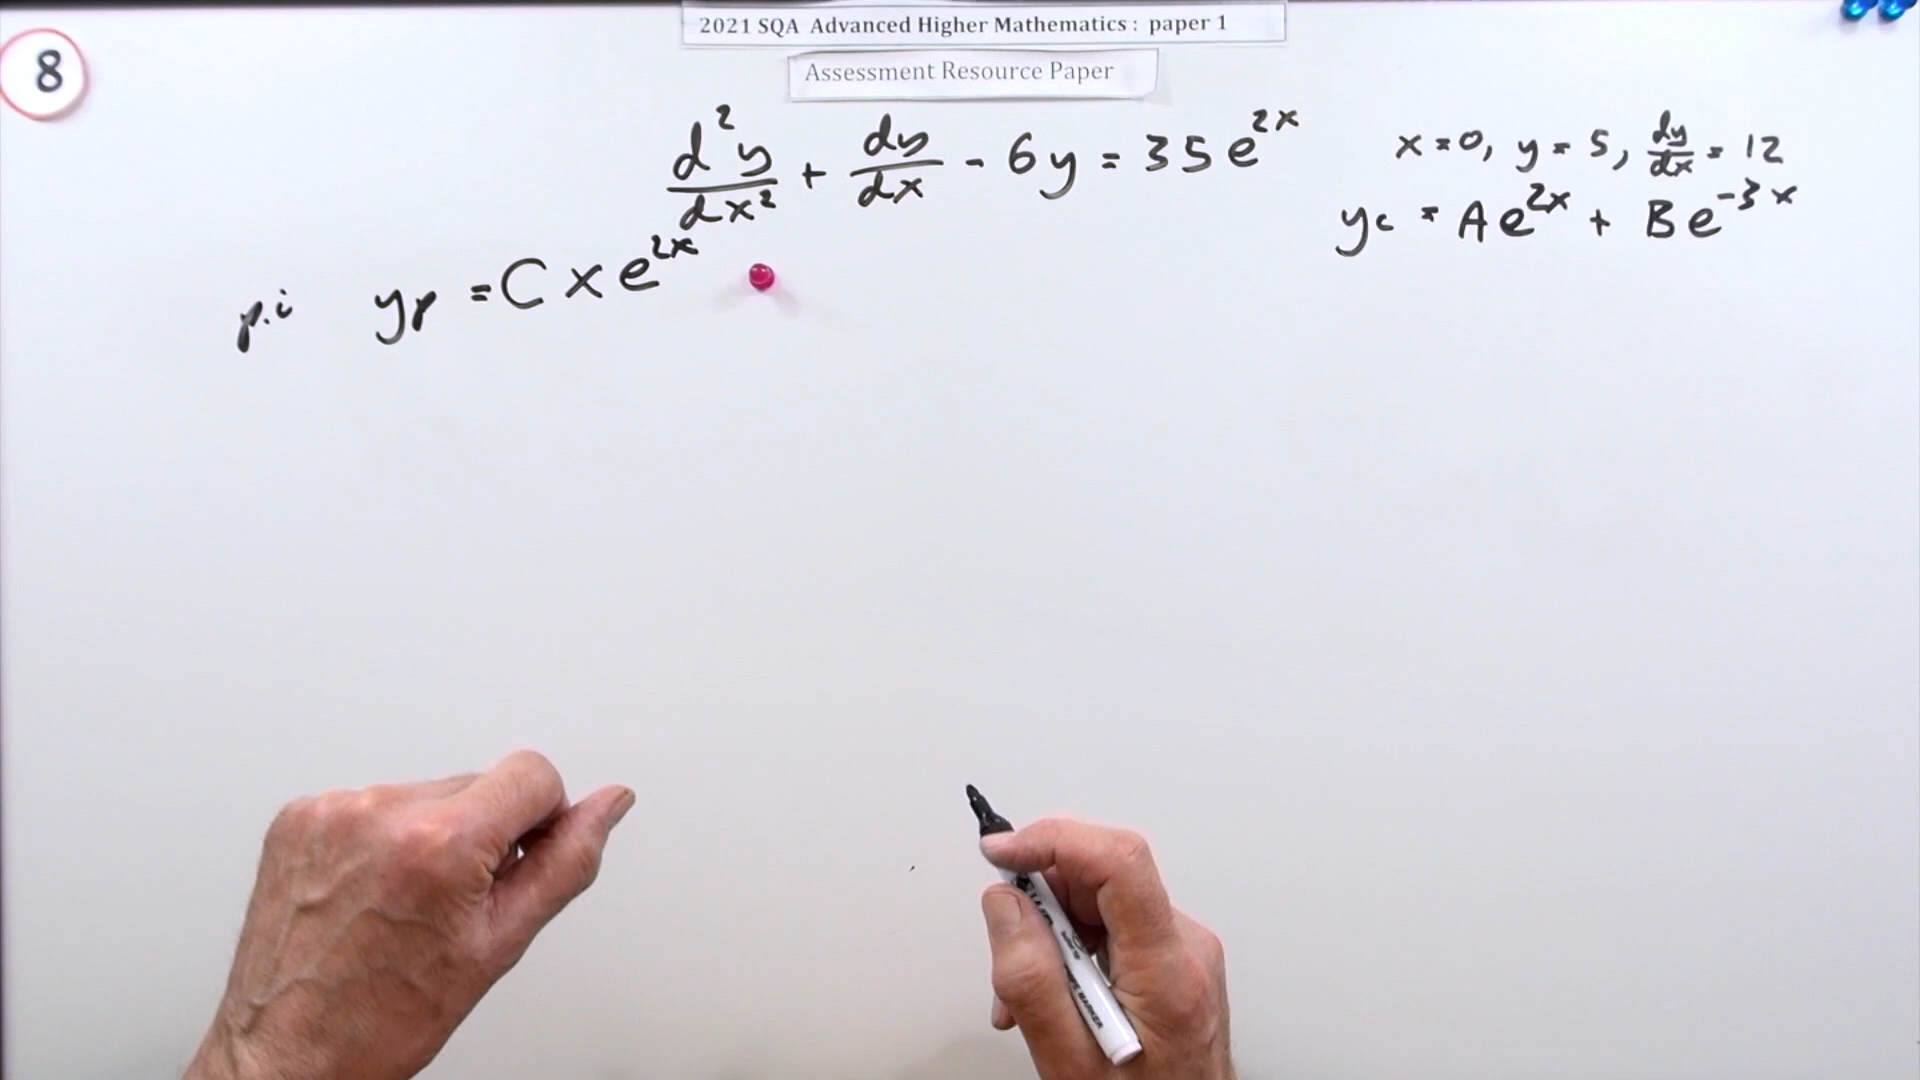 2021 SQA Advanced Higher Mathematics : paper 1
Assessment Resource Paper
8
d²y/dx² + dy/dx - 6y = 35e^2x
x = 0, y = 5, dy/dx = 12
yc = Ae^2x + Be^-3x
p.i yp = Cxe^2x